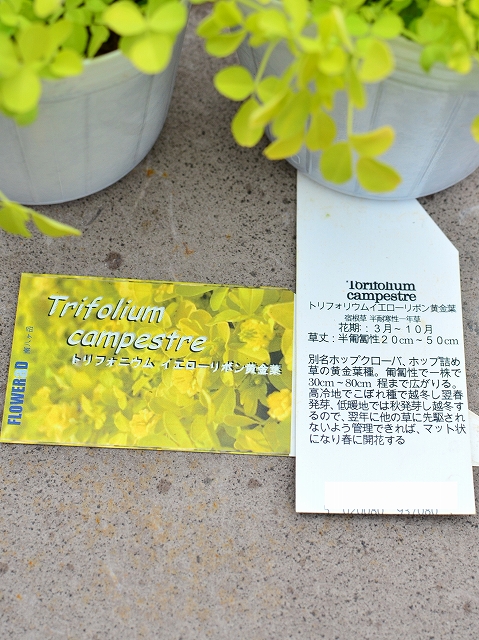 Trifolium
campestre
トリフォニウム イエローリボン黄金葉
FLOWER
D
Torifolium
campestre
トリフォリウムイエローリボン黄金葉
宿根草 半耐寒性一年草
花期：３月～１０月
草丈：半匍匐性２０cm～５０cm
別名ホップクローバ、ホップ詰め
草の黄金葉種。葡匐性で一株で
30cm～80cm 程まで広がりる。
高冷地でこぼれ種で越冬し翌春
発芽、低暖地では秋発芽し越冬す
るので、翌年に他の草に先駆され
ないよう管理できれば、マット状
になり春に開花する